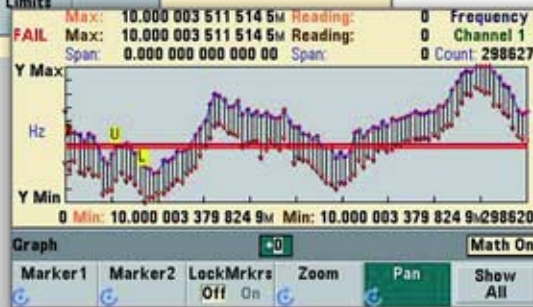 Limits
Max: 10.000 003 511 514 5M Reading: 0 Frequency
FAIL Max: 10.000 003 511 514 5M Reading: 0 Channel 1
Span: 0.000 000 000 000 00 Span: 0 Count: 298627
Y Max
Hz
U
L
Y Min
0 Min: 10.000 003 379 824 9M Min: 10.000 003 379 824 9M298620
Graph +0 Math On
Marker1 Marker2 LockMrkrs Zoom Pan Show All
Off On